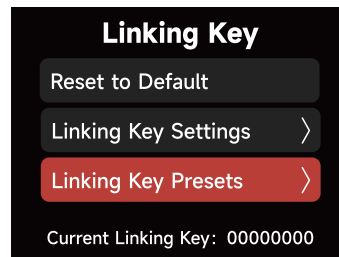 Linking Key
Reset to Default
Linking Key Settings
Linking Key Presets
Current Linking Key: 00000000